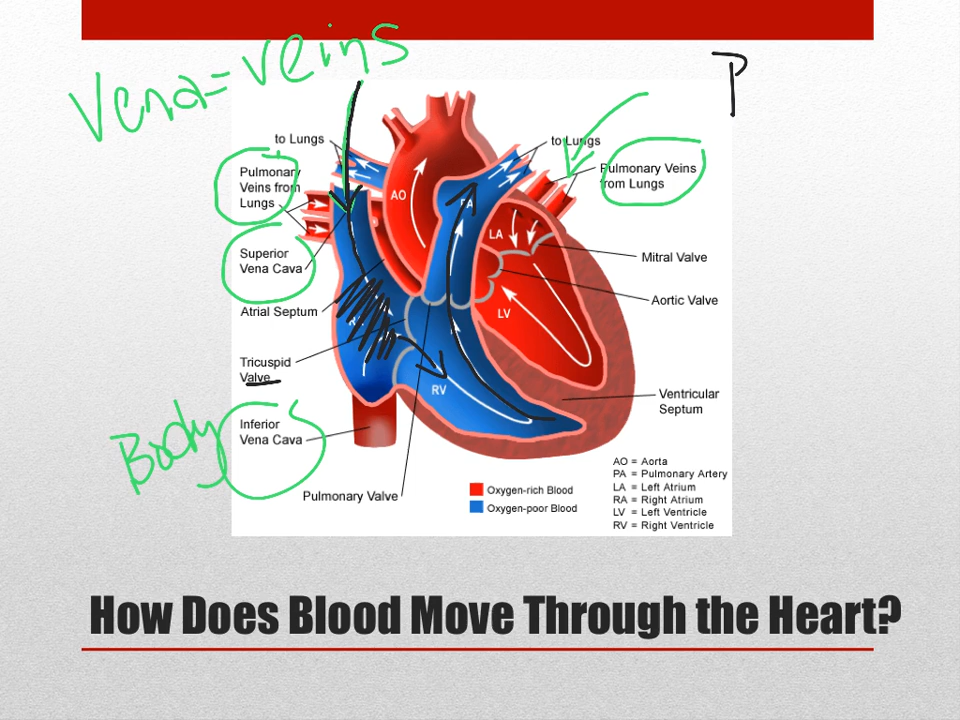 Vena = veins
P
to Lungs
to Lungs
Pulmonary
Veins from
Lungs
Pulmonary Veins
from Lungs
AO
PA
LA
Superior
Vena Cava
Mitral Valve
Aortic Valve
Atrial Septum
LV
R
Tricuspid
Valve
RV
Ventricular
Septum
Body
Inferior
Vena Cava
Pulmonary Valve
Oxygen-rich Blood
Oxygen-poor Blood
AO = Aorta
PA = Pulmonary Artery
LA = Left Atrium
RA = Right Atrium
LV = Left Ventricle
RV = Right Ventricle
How Does Blood Move Through the Heart?